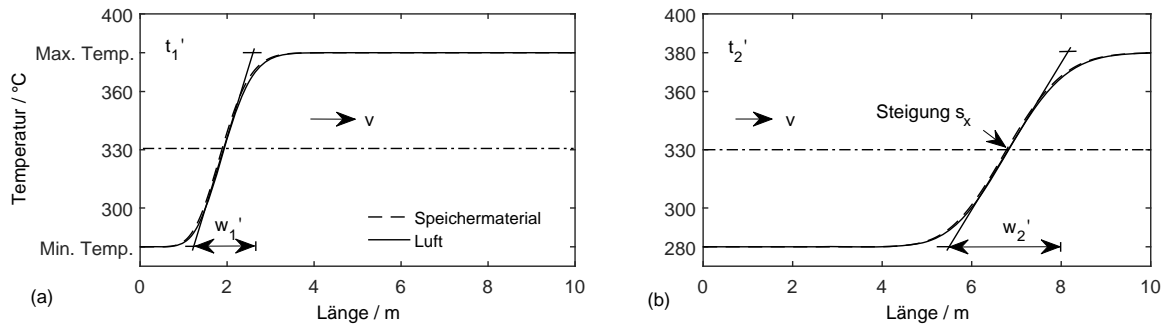 400
Max. Temp.
360
330
300
Min. Temp.
Temperatur / °C
t1'
v
w1'
Speichermaterial
Luft
0 2 4 6 8 10
Länge / m
(a)
400
380
360
330
300
280
t2'
v
Steigung sx
w2'
0 2 4 6 8 10
Länge / m
(b)